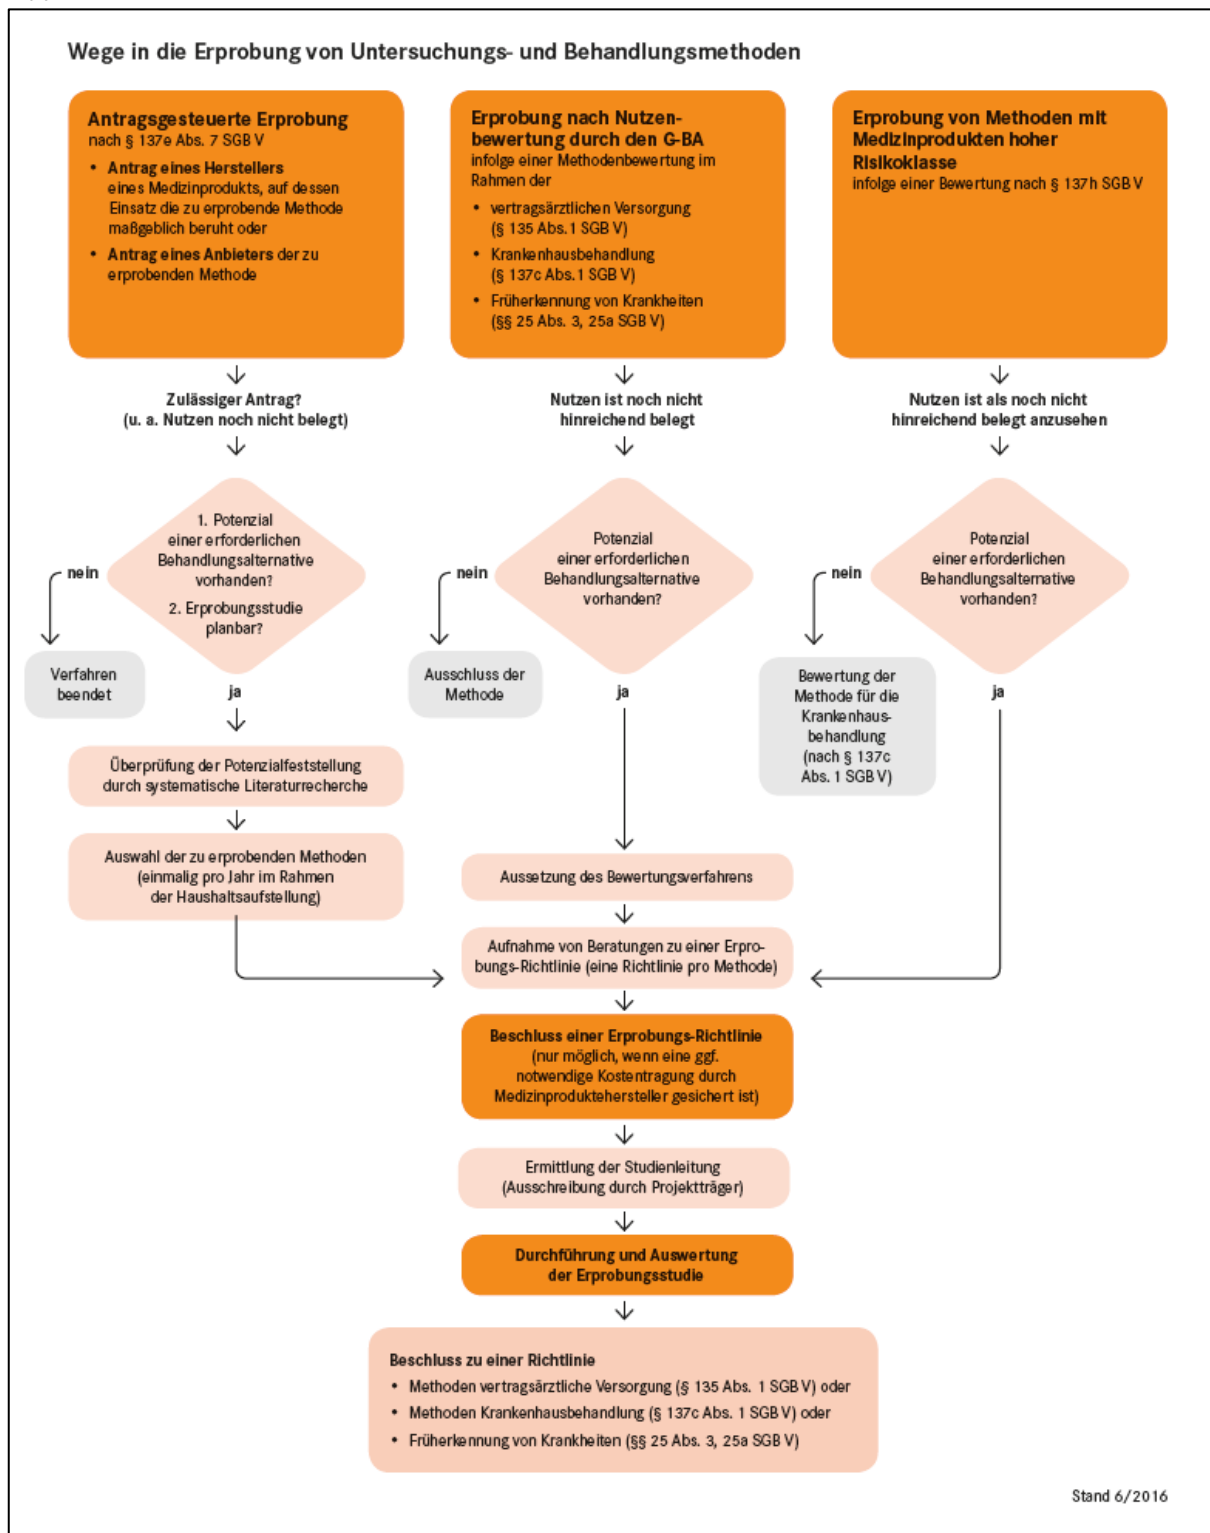 Wege in die Erprobung von Untersuchungs- und Behandlungsmethoden
Antragsgesteuerte Erprobung
nach § 137e Abs. 7 SGB V
• Antrag eines Herstellers
eines Medizinprodukts, auf dessen
Einsatz die zu erprobende Methode
maßgeblich beruht oder
• Antrag eines Anbieters der zu
erprobenden Methode
Erprobung nach Nutzen-
bewertung durch den G-BA
infolge einer Methodenbewertung im
Rahmen der
• vertragsärztlichen Versorgung
(§ 135 Abs. 1 SGB V)
• Krankenhausbehandlung
(§ 137c Abs. 1 SGB V)
• Früherkennung von Krankheiten
(§§ 25 Abs. 3, 25a SGB V)
Erprobung von Methoden mit
Medizinprodukten hoher
Risikoklasse
infolge einer Bewertung nach § 137h SGB V
Zulässiger Antrag?
(u. a. Nutzen noch nicht belegt)
Nutzen ist noch nicht
hinreichend belegt
Nutzen ist als noch nicht
hinreichend belegt anzusehen
1. Potenzial
einer erforderlichen
Behandlungsalternative
vorhanden?
2. Erprobungsstudie
planbar?
nein
Verfahren
beendet
ja
Potenzial
einer erforderlichen
Behandlungsalternative
vorhanden?
nein
Ausschluss der
Methode
ja
Potenzial
einer erforderlichen
Behandlungsalternative
vorhanden?
nein
Bewertung der
Methode für die
Krankenhaus-
behandlung
(nach § 137c
Abs. 1 SGB V)
ja
Überprüfung der Potenzialfeststellung
durch systematische Literaturrecherche
Auswahl der zu erprobenden Methoden
(einmalig pro Jahr im Rahmen
der Haushaltsaufstellung)
Aussetzung des Bewertungsverfahrens
Aufnahme von Beratungen zu einer Erpro-
bungs-Richtlinie (eine Richtlinie pro Methode)
Beschluss einer Erprobungs-Richtlinie
(nur möglich, wenn eine ggf.
notwendige Kostentragung durch
Medizinproduktehersteller gesichert ist)
Ermittlung der Studienleitung
(Ausschreibung durch Projektträger)
Durchführung und Auswertung
der Erprobungsstudie
Beschluss zu einer Richtlinie
• Methoden vertragsärztliche Versorgung (§ 135 Abs. 1 SGB V) oder
• Methoden Krankenhausbehandlung (§ 137c Abs. 1 SGB V) oder
• Früherkennung von Krankheiten (§§ 25 Abs. 3, 25a SGB V)
Stand 6/2016